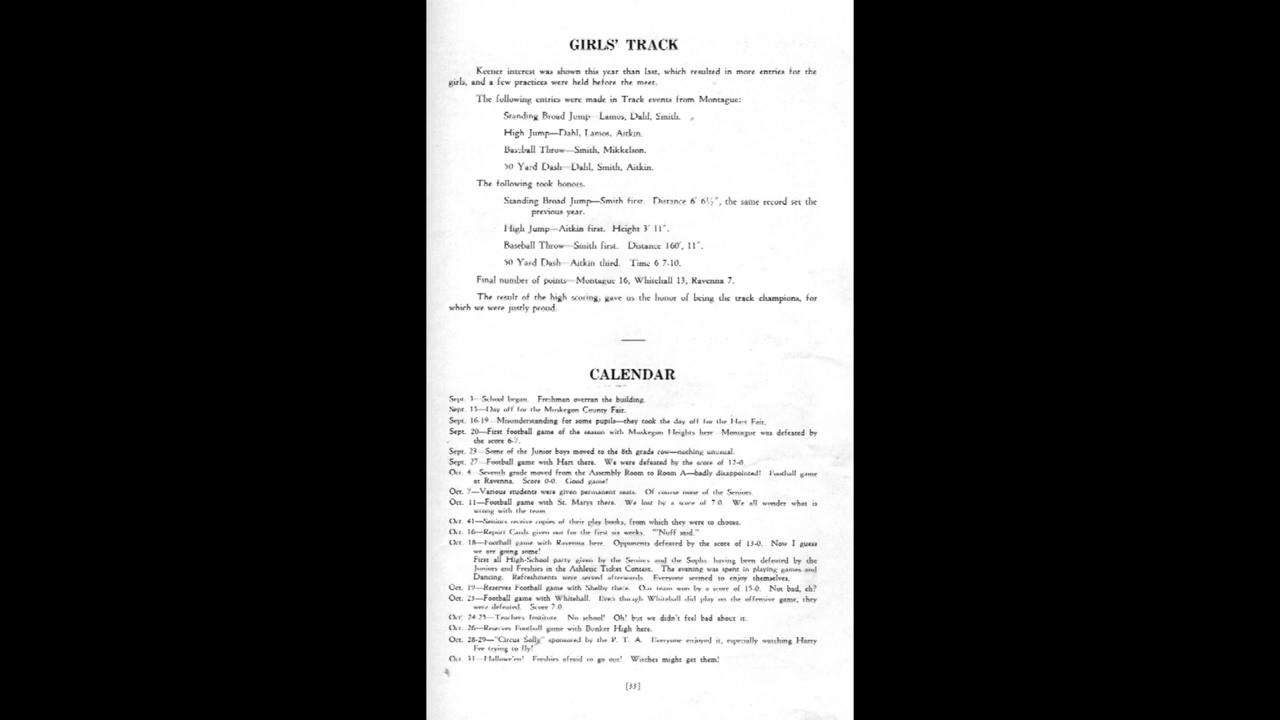 GIRLS' TRACK
Keener interest was shown this year than last, which resulted in more entries for the
girls, and a few practices were held before the meet.
The following entries were made in Track events from Montague:
Standing Broad Jump—Lamos, Dahl, Smith.
High Jump—Dahl, Lamos, Aitkin.
Baseball Throw—Smith, Mikkelson.
50 Yard Dash—Dahl, Smith, Aitkin.
The following took honors.
Standing Broad Jump—Smith first. Distance 6' 6½", the same record set the
previous year.
High Jump—Aitkin first. Height 3' 11".
Baseball Throw—Smith first. Distance 160', 11".
50 Yard Dash—Aitkin third. Time 6 7-10.
Final number of points—Montague 16, Whitehall 13, Ravenna 7.
The result of the high scoring, gave us the honor of being the track champions, for
which we were justly proud.
CALENDAR
Sept. 3—School began. Freshman overran the building.
Sept. 15—Day off for the Muskegon County Fair.
Sept. 16-19—Misunderstanding for some pupils—they took the day off for the Hart Fair.
Sept. 20—First football game of the season with Muskegon Heights here. Montague was defeated by
the score 6-7.
Sept. 23—Some of the Junior boys moved to the 8th grade row—nothing unusual.
Sept. 27—Football game with Hart there. We were defeated by the score of 12-0.
Oct. 4—Seventh grade moved from the Assembly Room to Room A—badly disappointed! Football game
at Ravenna. Score 0-0. Good game!
Oct. 7—Various students were given permanent seats. Of course none of the Seniors.
Oct. 11—Football game with St. Marys there. We lost by a score of 7-0. We all wonder what is
wrong with the team.
Oct. 41—Seniors receive copies of their play books, from which they were to choose.
Oct. 16—Report Cards given out for the first six weeks. "'Nuff said."
Oct. 18—Football game with Ravenna here. Opponents defeated by the score of 13-0. Now I guess
we are going some!
First all High-School party given by the Seniors and the Sophs. having been defeated by the
Juniors and Freshies in the Athletic Ticket Contest. The evening was spent in playing games and
Dancing. Refreshments were served afterwards. Everyone seemed to enjoy themselves.
Oct. 19—Reserves Football game with Shelby there. Our team won by a score of 15-0. Not bad, eh?
Oct. 23—Football game with Whitehall. Even though Whitehall did play on the offensive game, they
were defeated. Score 7-0.
Oct. 24-25—Teachers Institute. No school! Oh! but we didn't feel bad about it.
Oct. 26—Reserves Football game with Bunker High here.
Oct. 28-29—"Circus Solly" sponsored by the P. T. A. Everyone enjoyed it, especially watching Harry
Fee trying to fly!
Oct. 31—Hallowe'en! Freshies afraid to go out! Witches might get them!
[33]